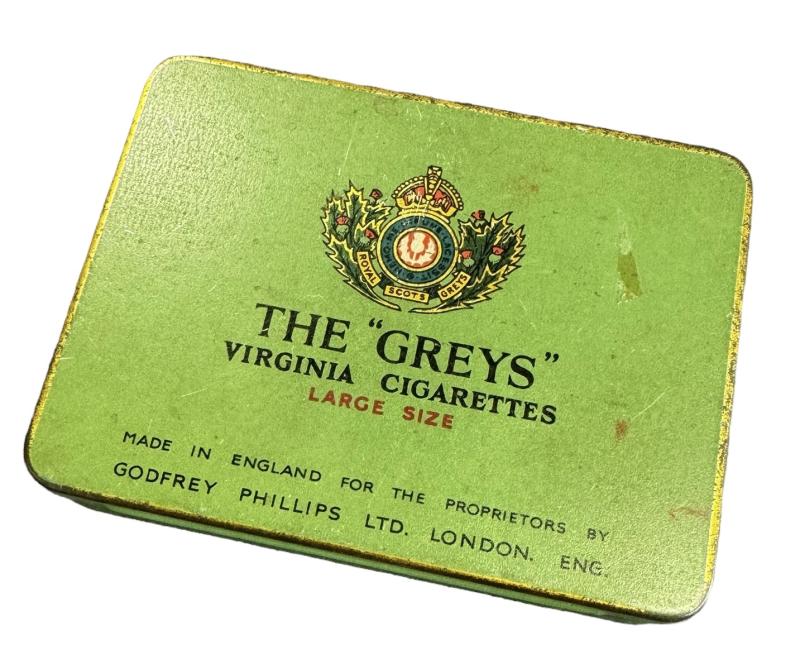 ROYAL SCOTS GREYS
THE "GREYS"
VIRGINIA CIGARETTES
LARGE SIZE
MADE IN ENGLAND FOR THE PROPRIETORS BY
GODFREY PHILLIPS LTD. LONDON. ENG.